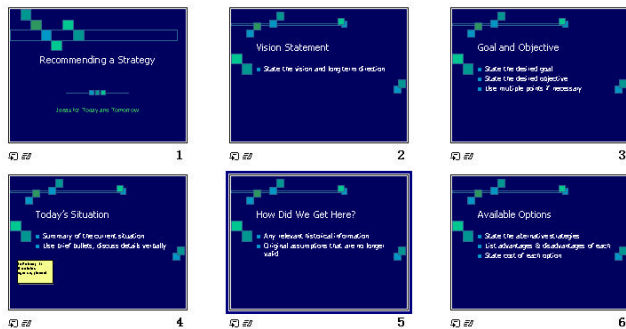 Recommending a Strategy
Ideas for Today and Tomorrow
1
Vision Statement
State the vision and long term direction
2
Goal and Objective
State the desired goal
State the desired objective
Use multiple points if necessary
3
Today's Situation
Summary of the current situation
Use brief bullets, discuss details verbally
4
How Did We Get Here?
Any relevant historical information
Original assumptions that are no longer
valid
5
Available Options
State the alternative strategies
List advantages & disadvantages of each
State cost of each option
6